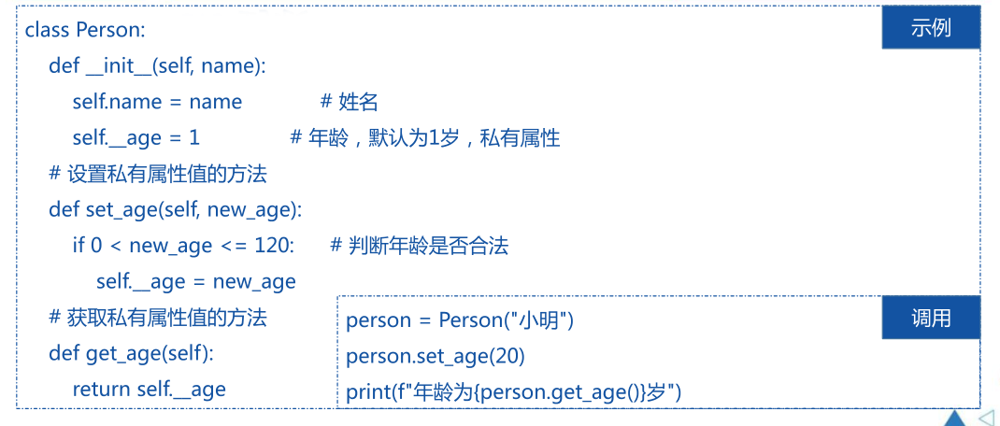 示例
class Person:
def __init__(self, name):
self.name = name # 姓名
self.__age = 1 # 年龄，默认为1岁，私有属性
# 设置私有属性值的方法
def set_age(self, new_age):
if 0 < new_age <= 120: # 判断年龄是否合法
self.__age = new_age
# 获取私有属性值的方法
def get_age(self):
return self.__age
调用
person = Person("小明")
person.set_age(20)
print(f"年龄为{person.get_age()}岁")